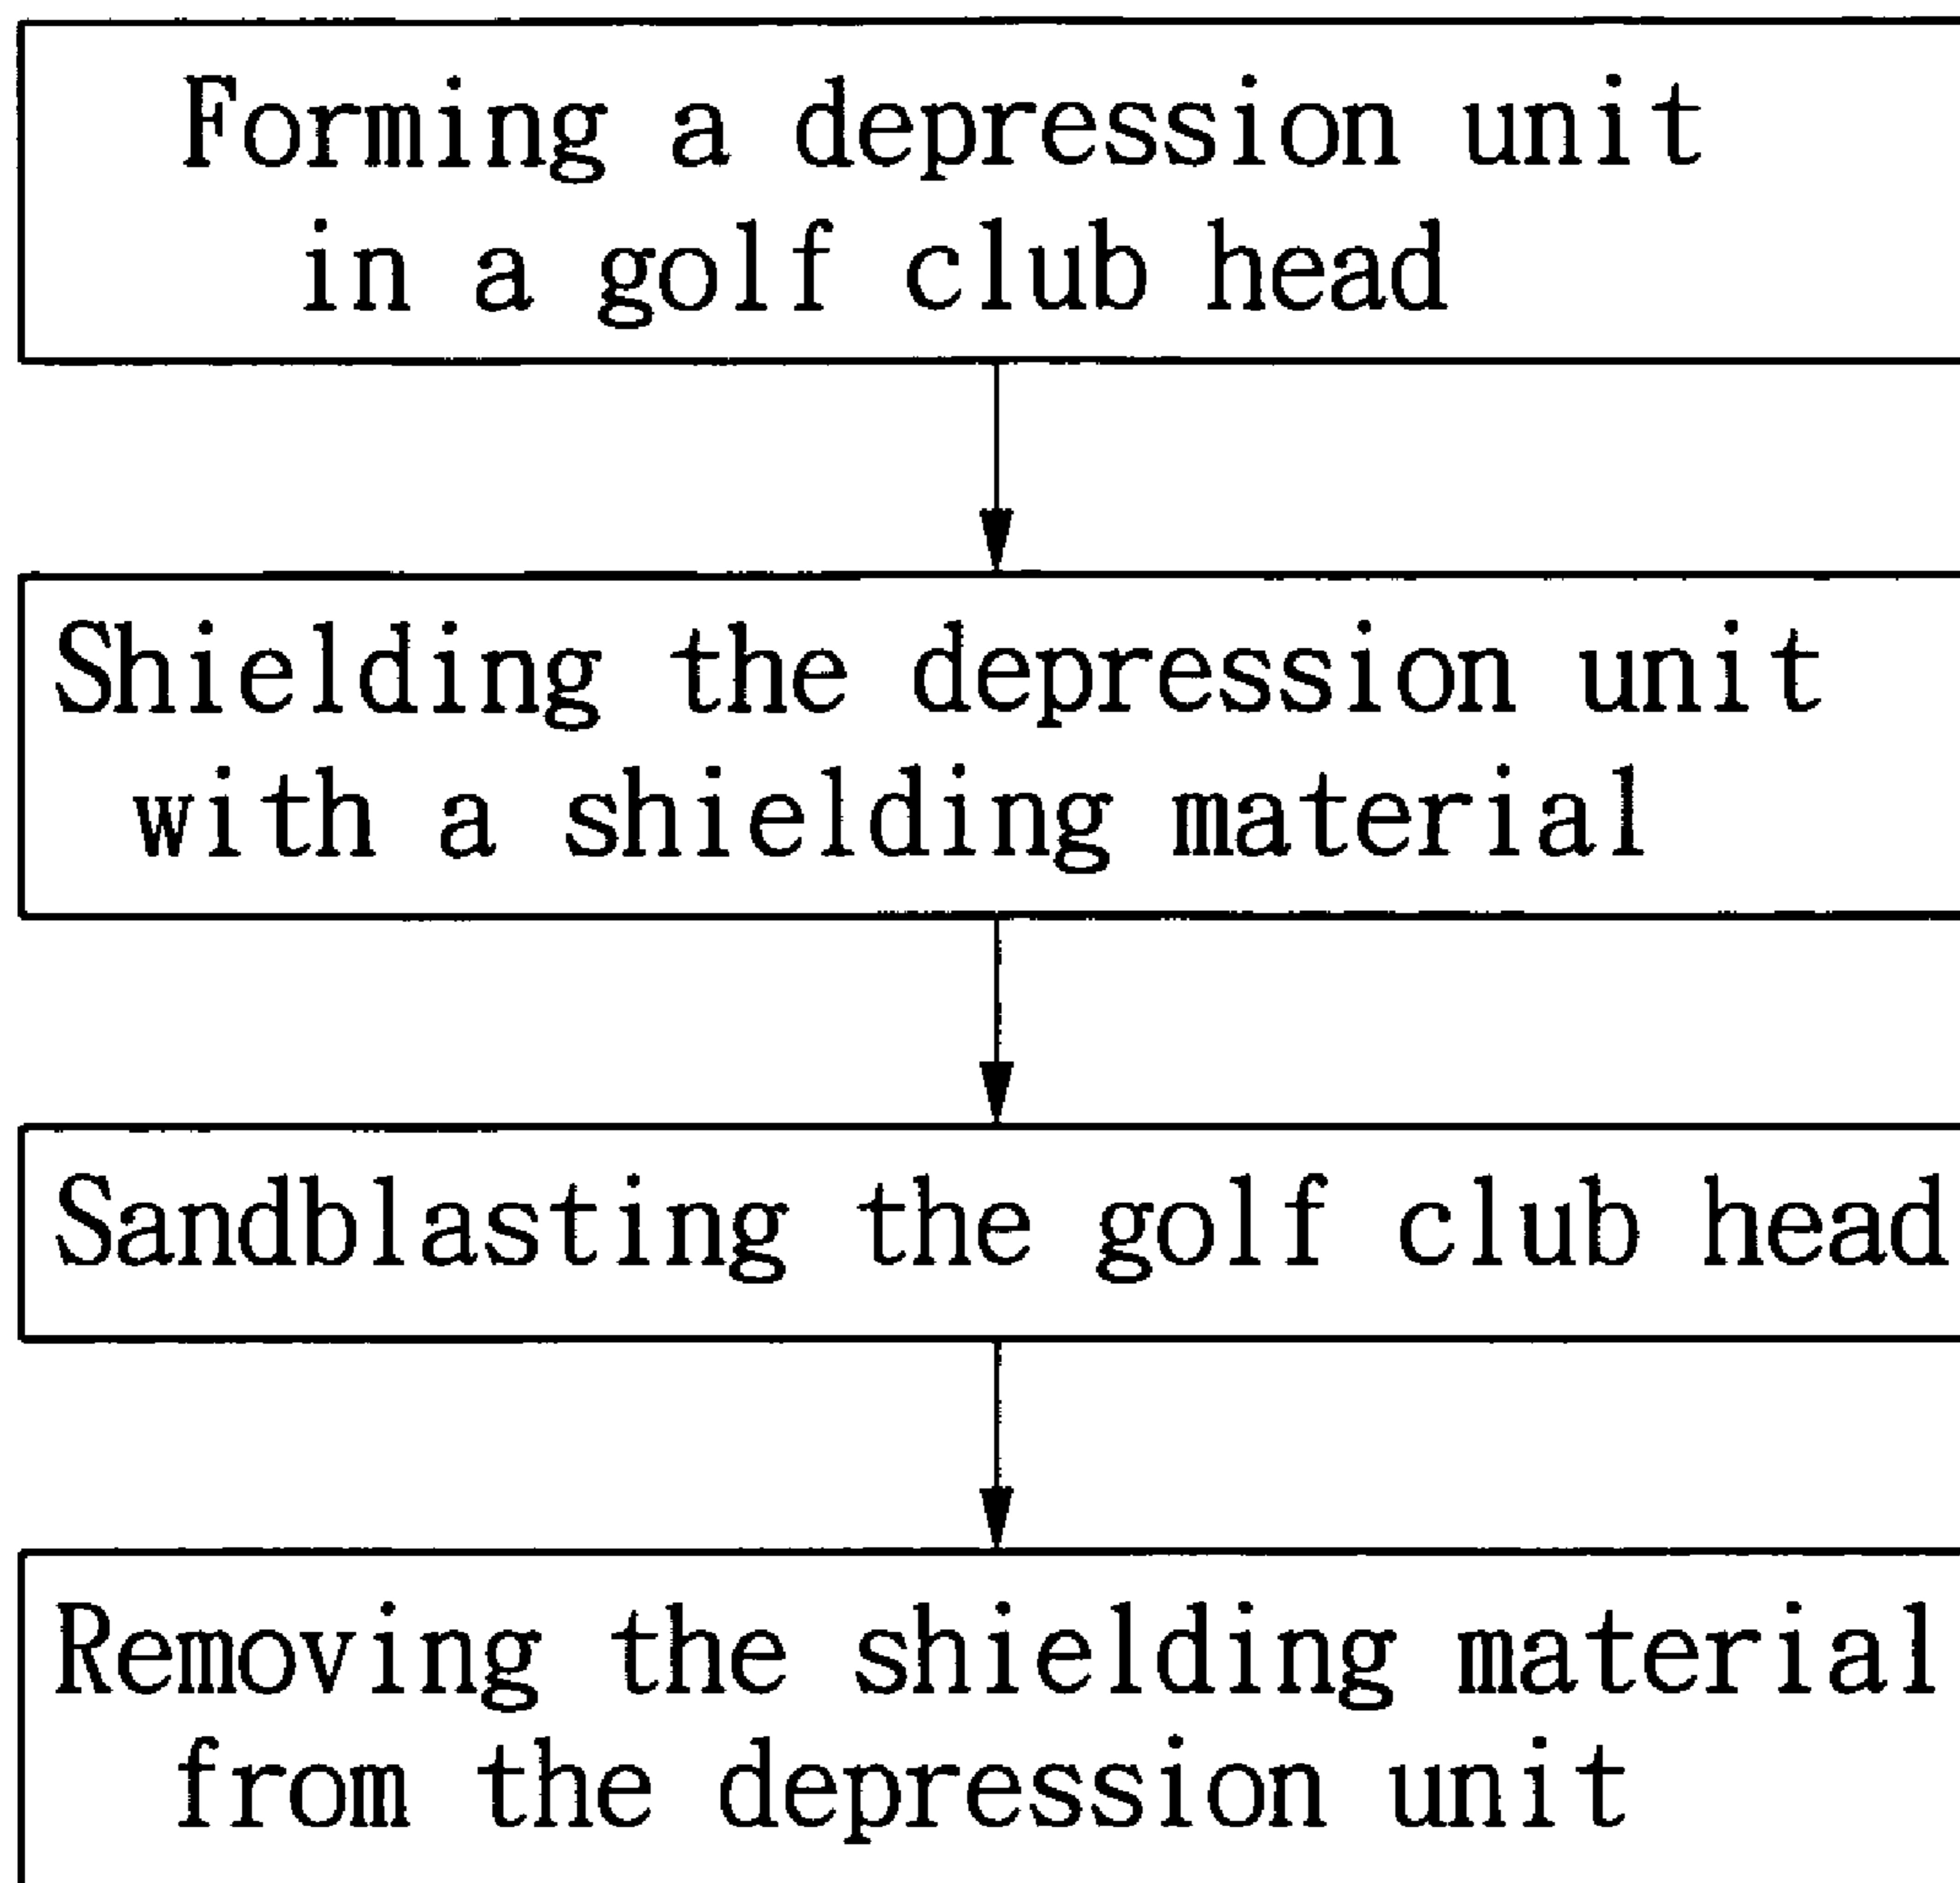 Forming a depression unit
in a golf club head
Shielding the depression unit
with a shielding material
Sandblasting the golf club head
Removing the shielding material
from the depression unit